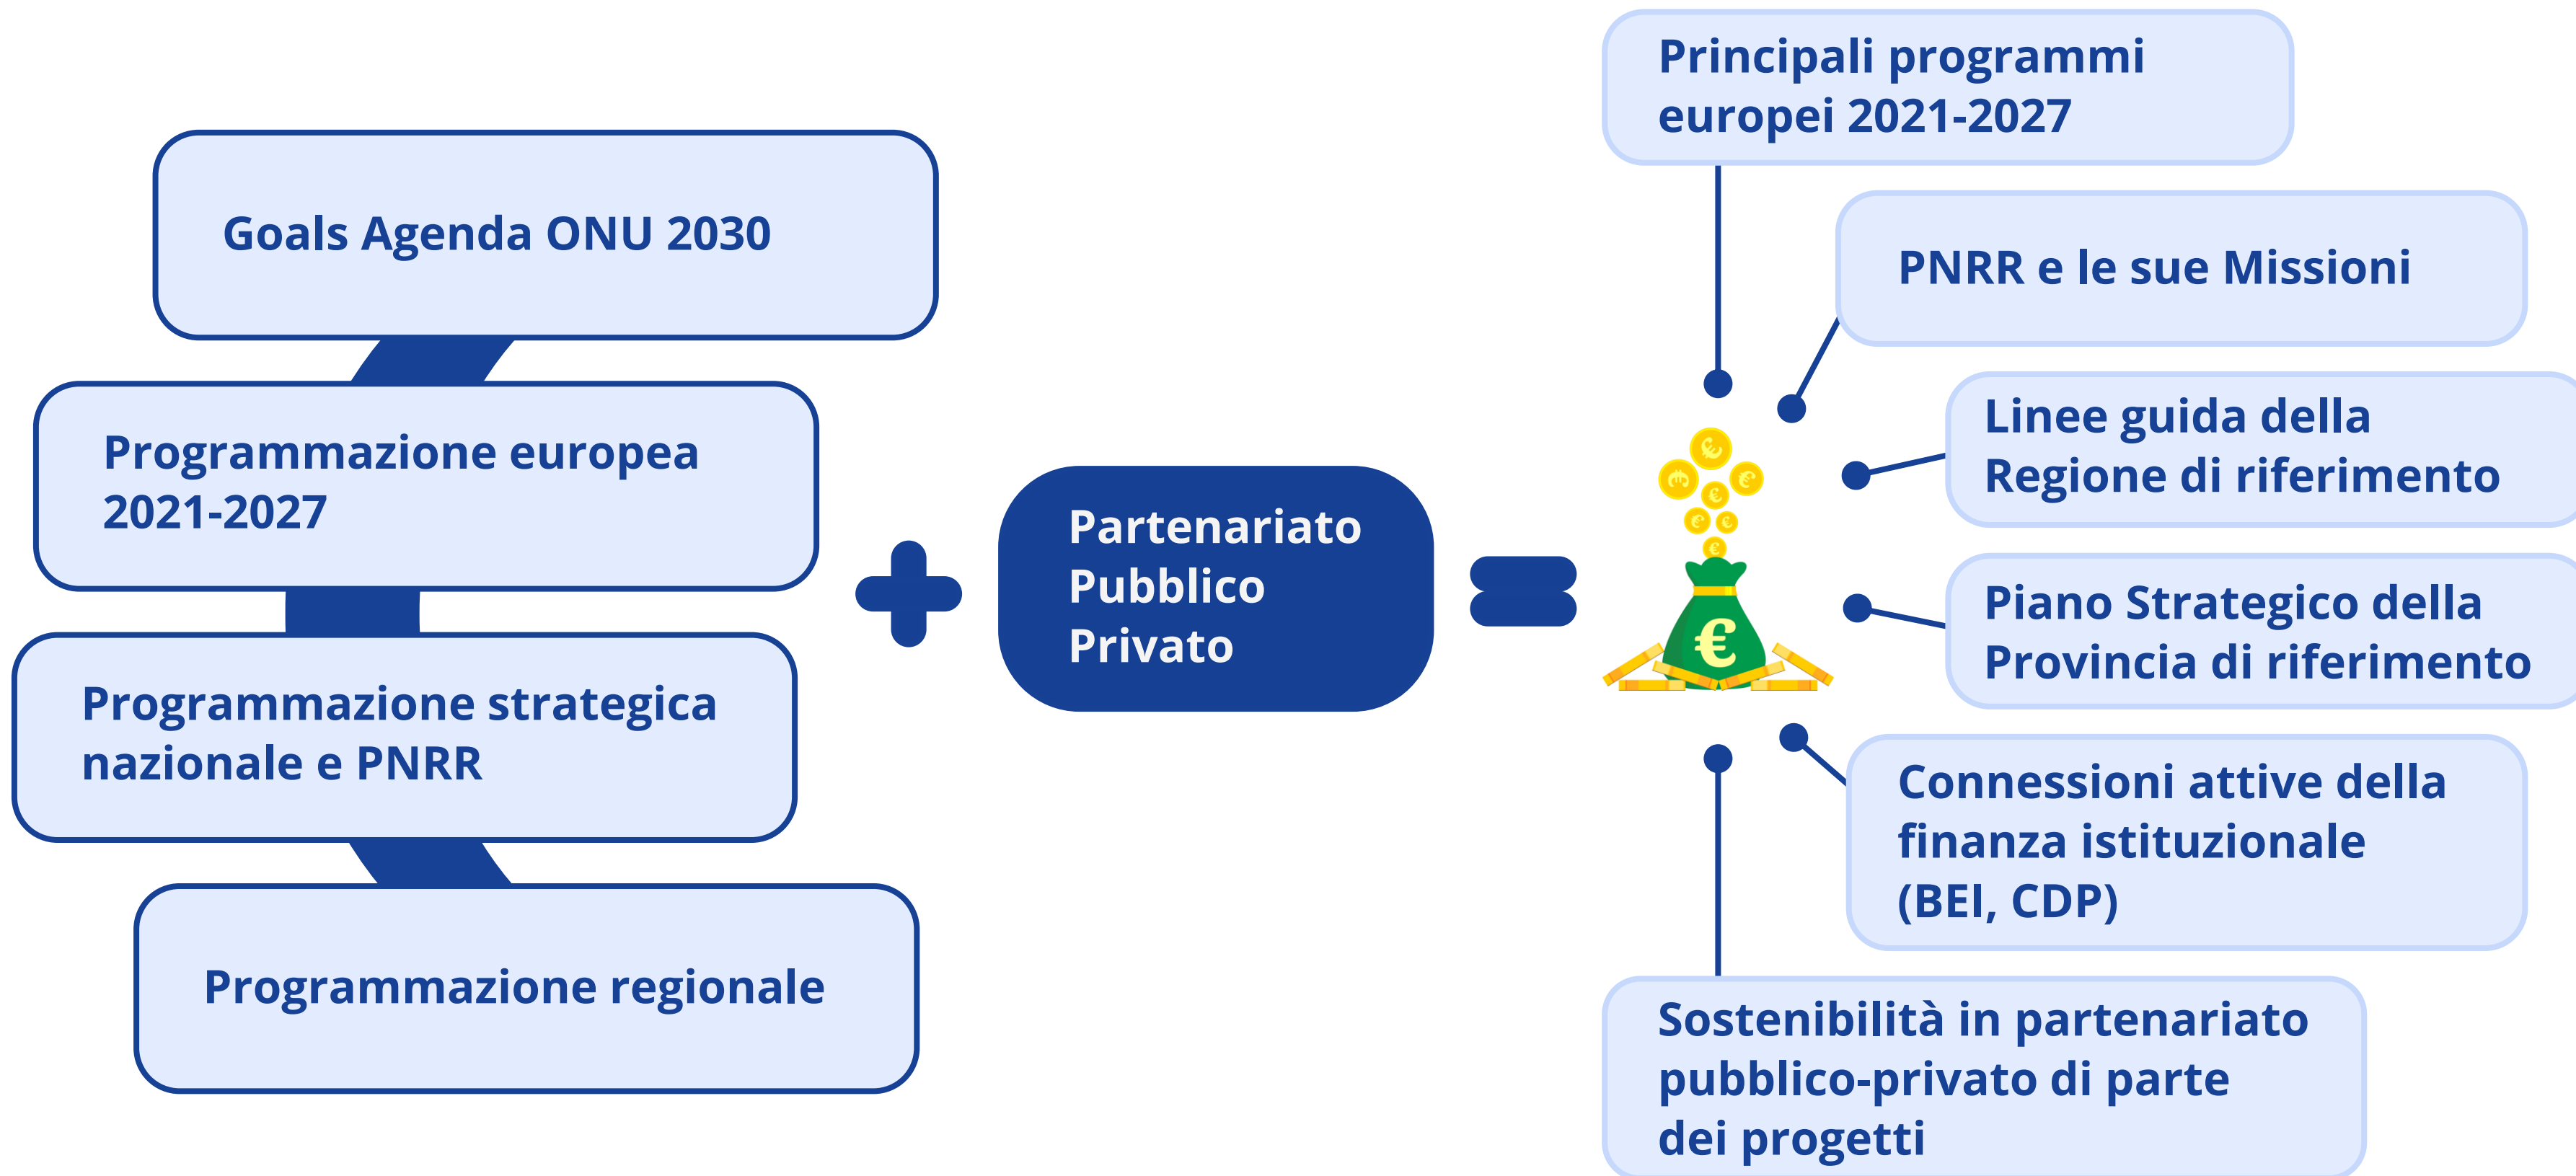 Goals Agenda ONU 2030
Programmazione europea
2021-2027
Programmazione strategica
nazionale e PNRR
Programmazione regionale
Partenariato
Pubblico
Privato
€
Principali programmi
europei 2021-2027
PNRR e le sue Missioni
Linee guida della
Regione di riferimento
Piano Strategico della
Provincia di riferimento
Connessioni attive della
finanza istituzionale
(BEI, CDP)
Sostenibilità in partenariato
pubblico-privato di parte
dei progetti